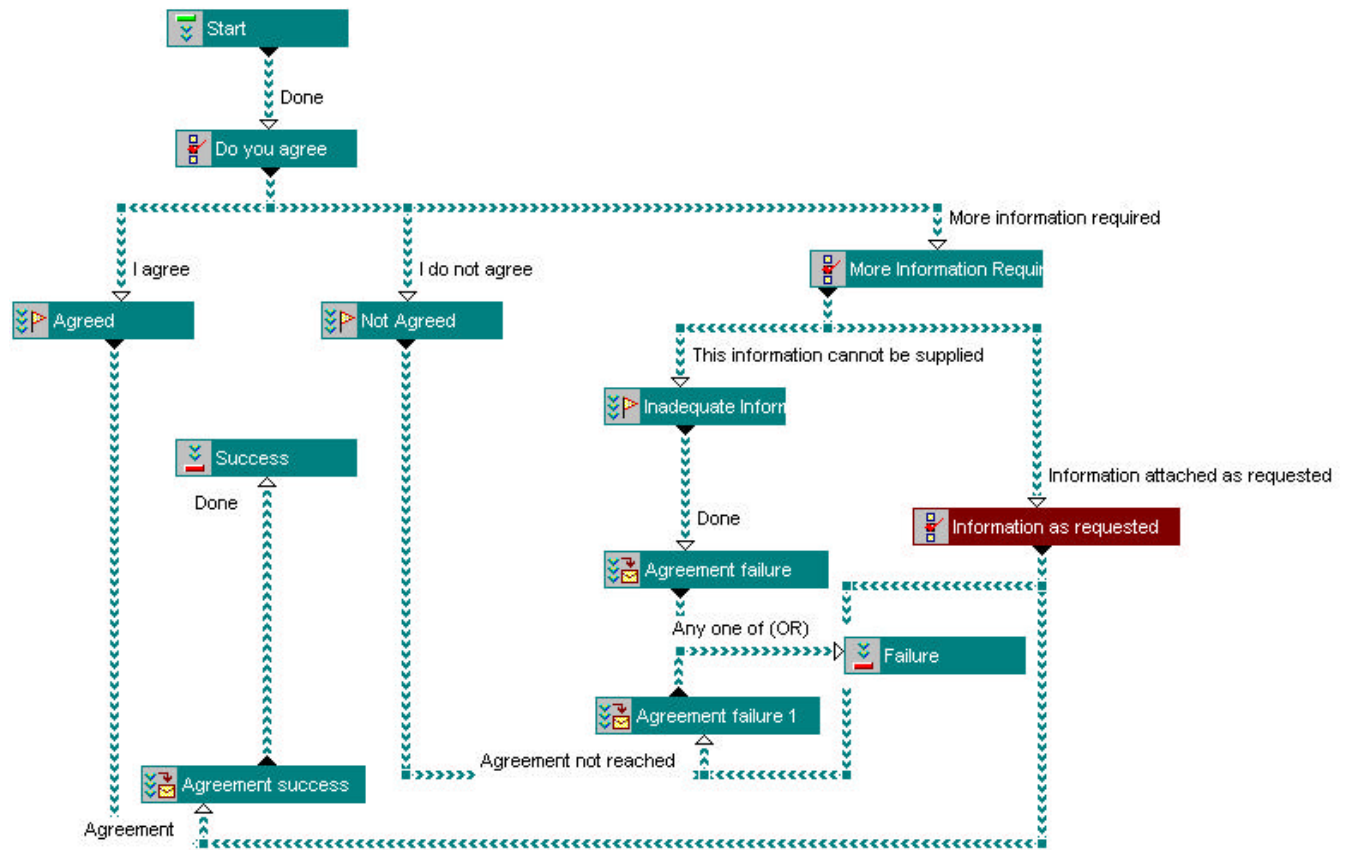 Start
Done
Do you agree
More information required
I agree
I do not agree
More Information Requir
Agreed
Not Agreed
This information cannot be supplied
Inadequate Inform
Success
Information attached as requested
Done
Done
Information as requested
Agreement failure
Any one of (OR)
Failure
Agreement failure 1
Agreement not reached
Agreement success
Agreement